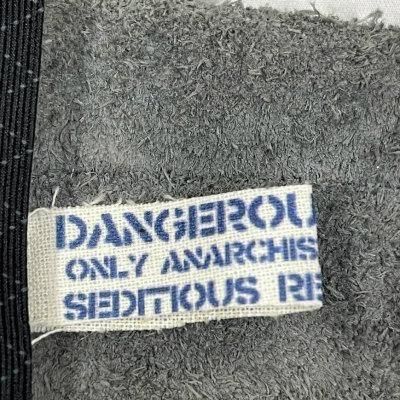 DANGEROU
ONLY ANARCHIS
SEDITIOUS RE